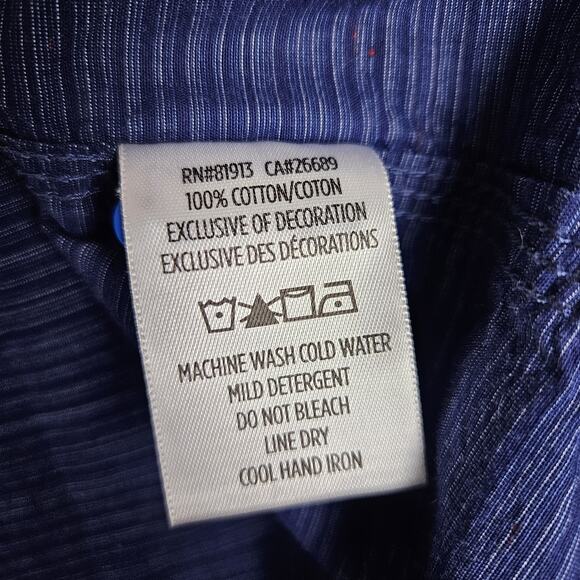 RN#81913 CA#26689
100% COTTON/COTON
EXCLUSIVE OF DECORATION
EXCLUSIVE DES DÉCORATIONS
MACHINE WASH COLD WATER
MILD DETERGENT
DO NOT BLEACH
LINE DRY
COOL HAND IRON